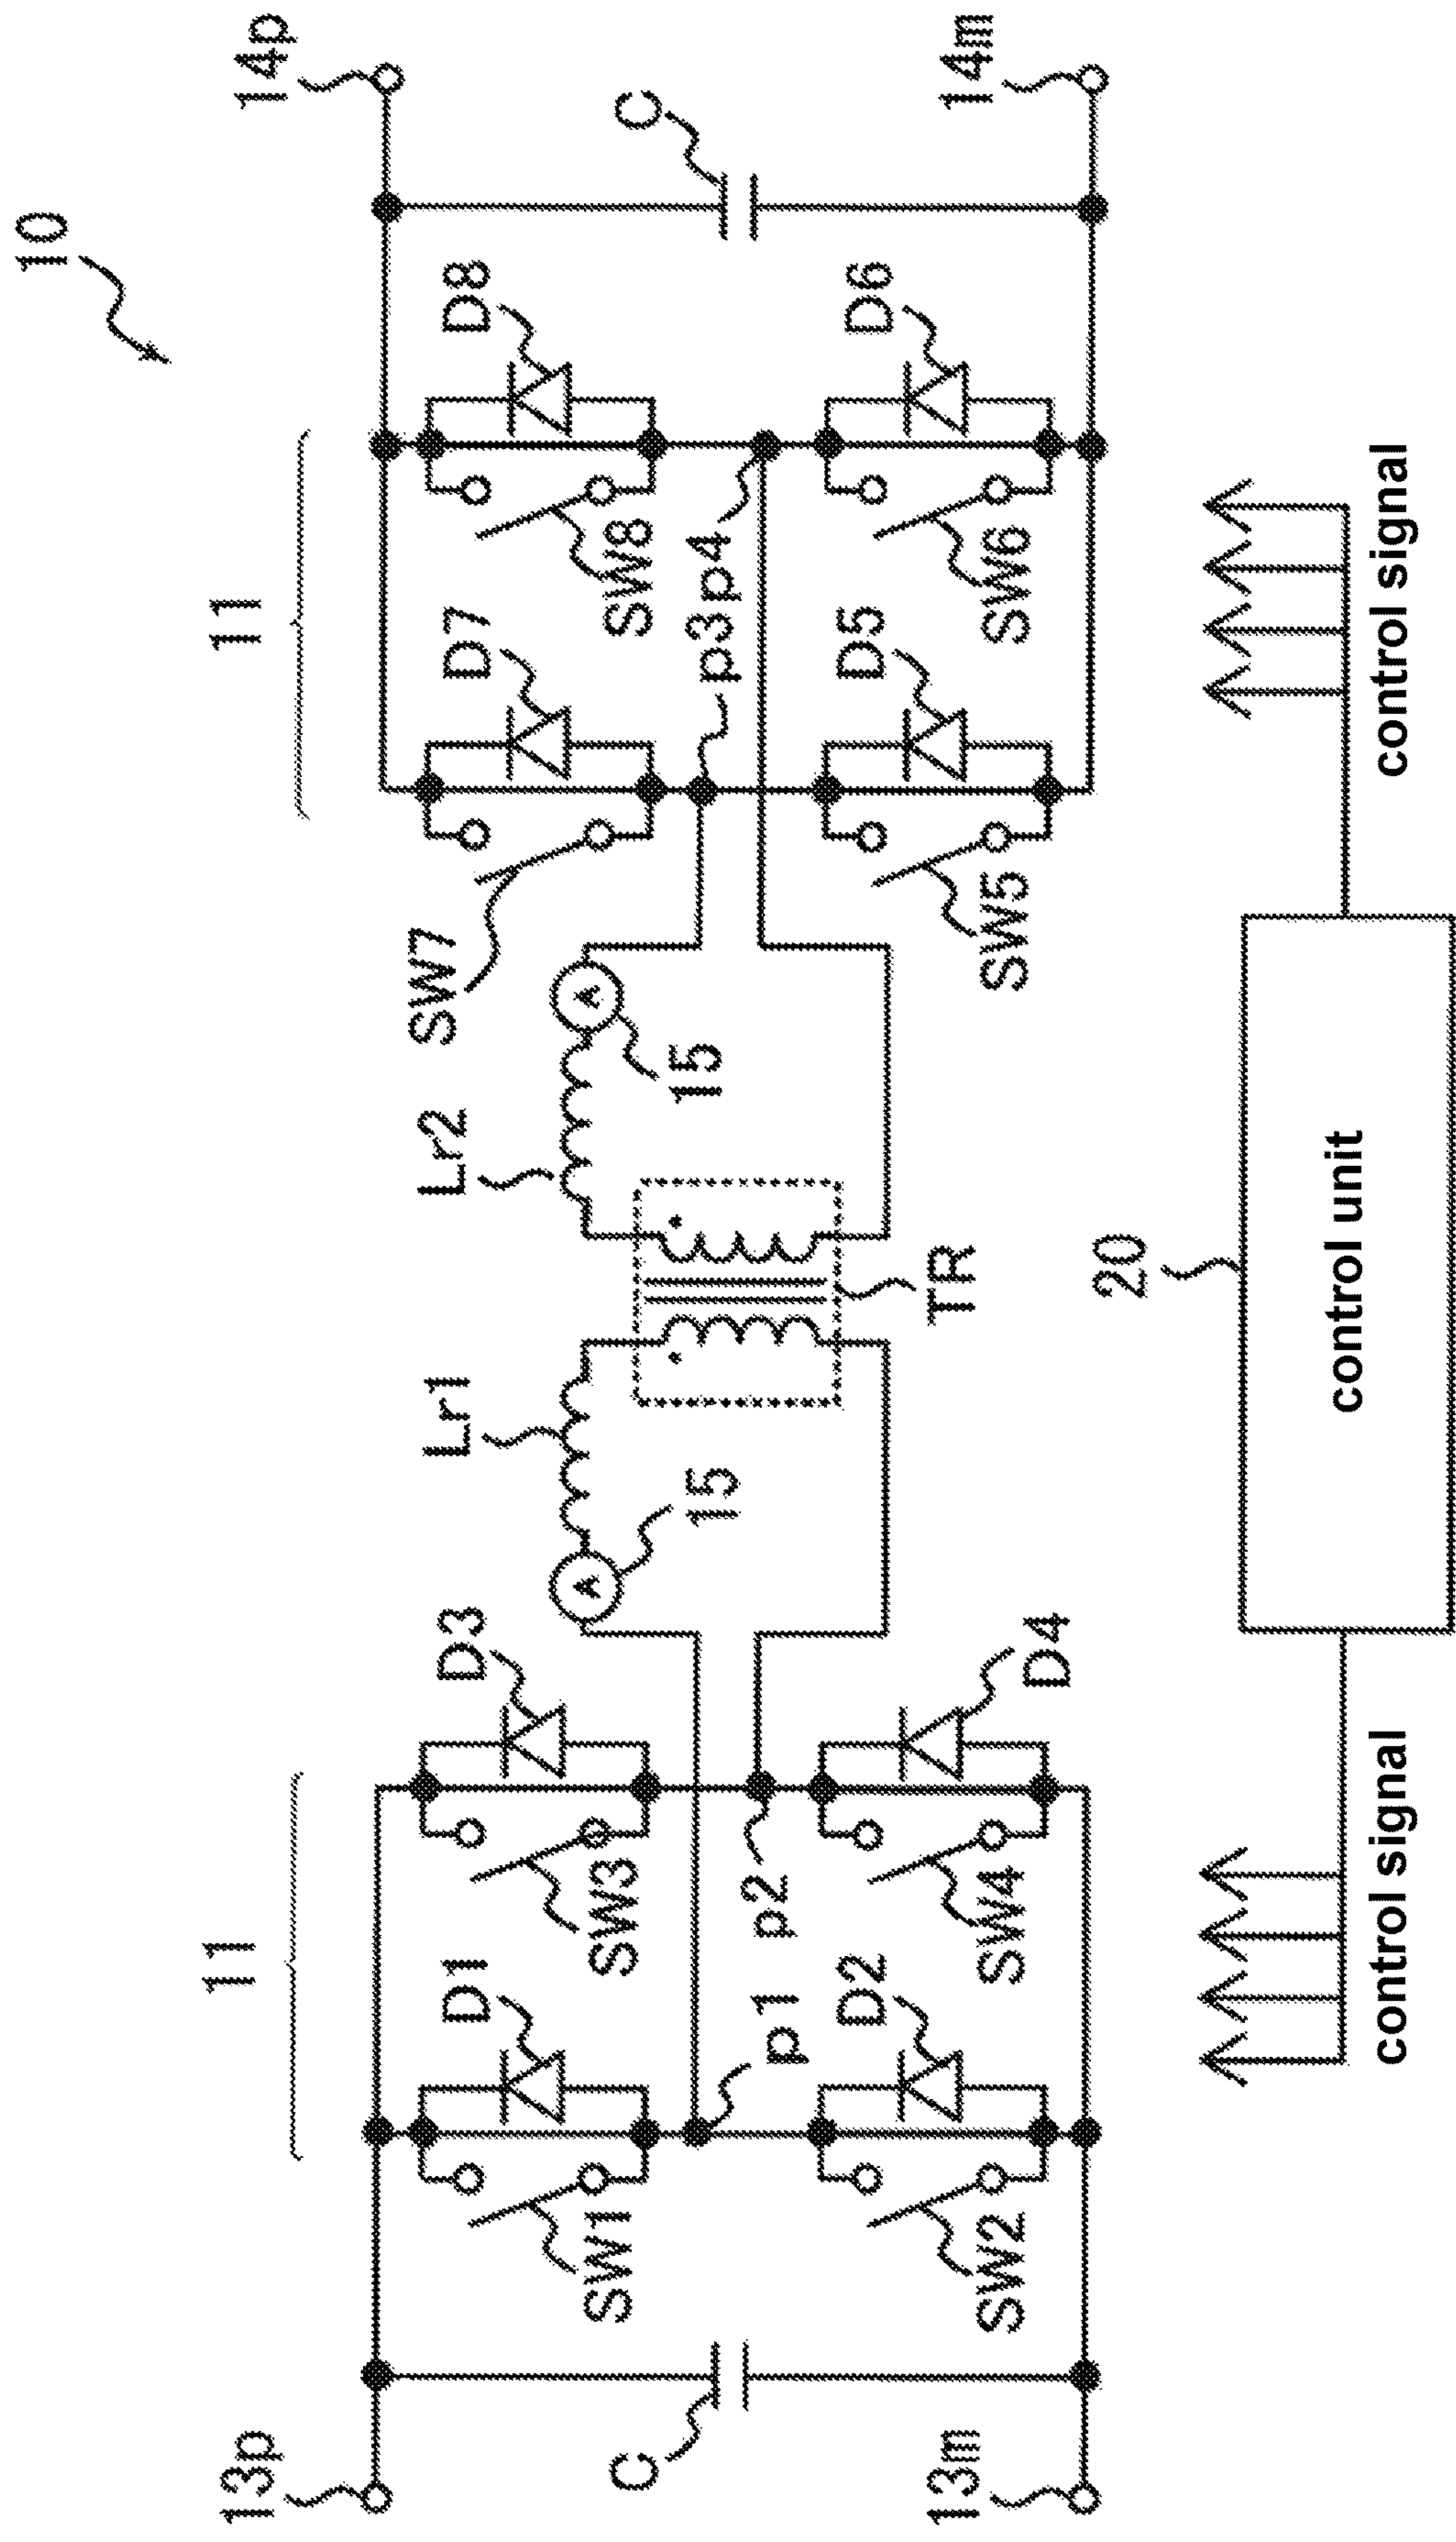 10
11
11
13p
13m
14p
14m
C
C
SW1
D1
SW3
D3
SW2
D2
SW4
D4
p1
p2
A
15
Lr1
TR
Lr2
A
15
SW7
D7
SW8
D8
p3
p4
SW5
D5
SW6
D6
20
control unit
control signal
control signal